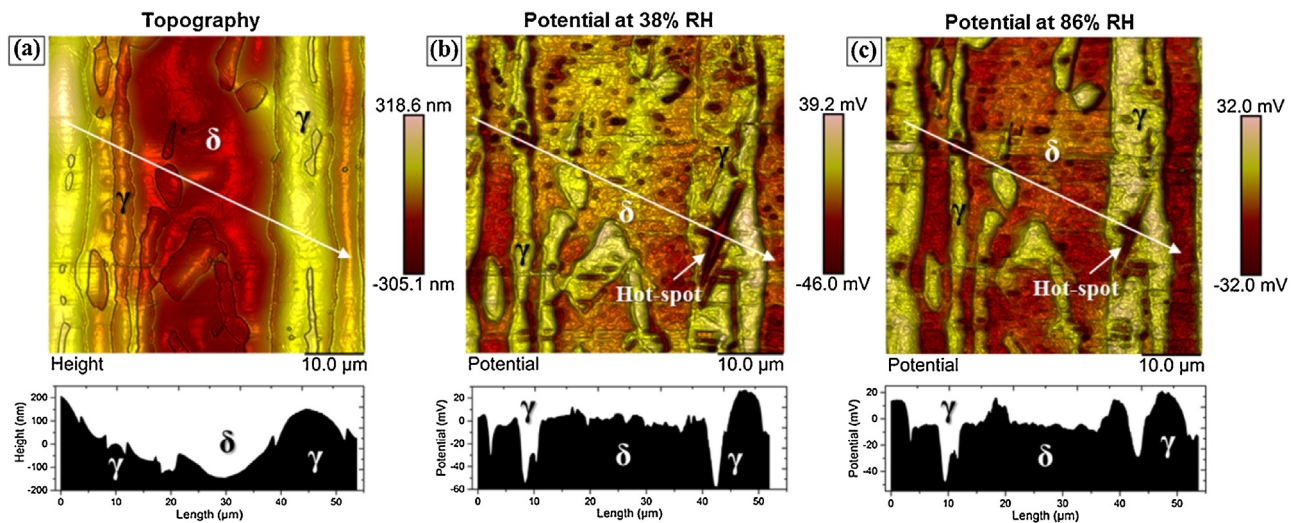 Topography
Potential at 38% RH
Potential at 86% RH
(a)
(b)
(c)
318.6 nm
-305.1 nm
39.2 mV
-46.0 mV
32.0 mV
-32.0 mV
γ
δ
γ
γ
δ
γ
Hot-spot
γ
δ
γ
Hot-spot
Height
10.0 µm
Potential
10.0 µm
Potential
10.0 µm
Height (nm)
200
100
0
-100
-200
γ
δ
γ
0 10 20 30 40 50
Length (µm)
Potential (mV)
20
0
-20
-40
-60
γ
δ
γ
0 10 20 30 40 50
Length (µm)
Potential (mV)
20
0
-20
-40
γ
δ
γ
0 10 20 30 40 50
Length (µm)